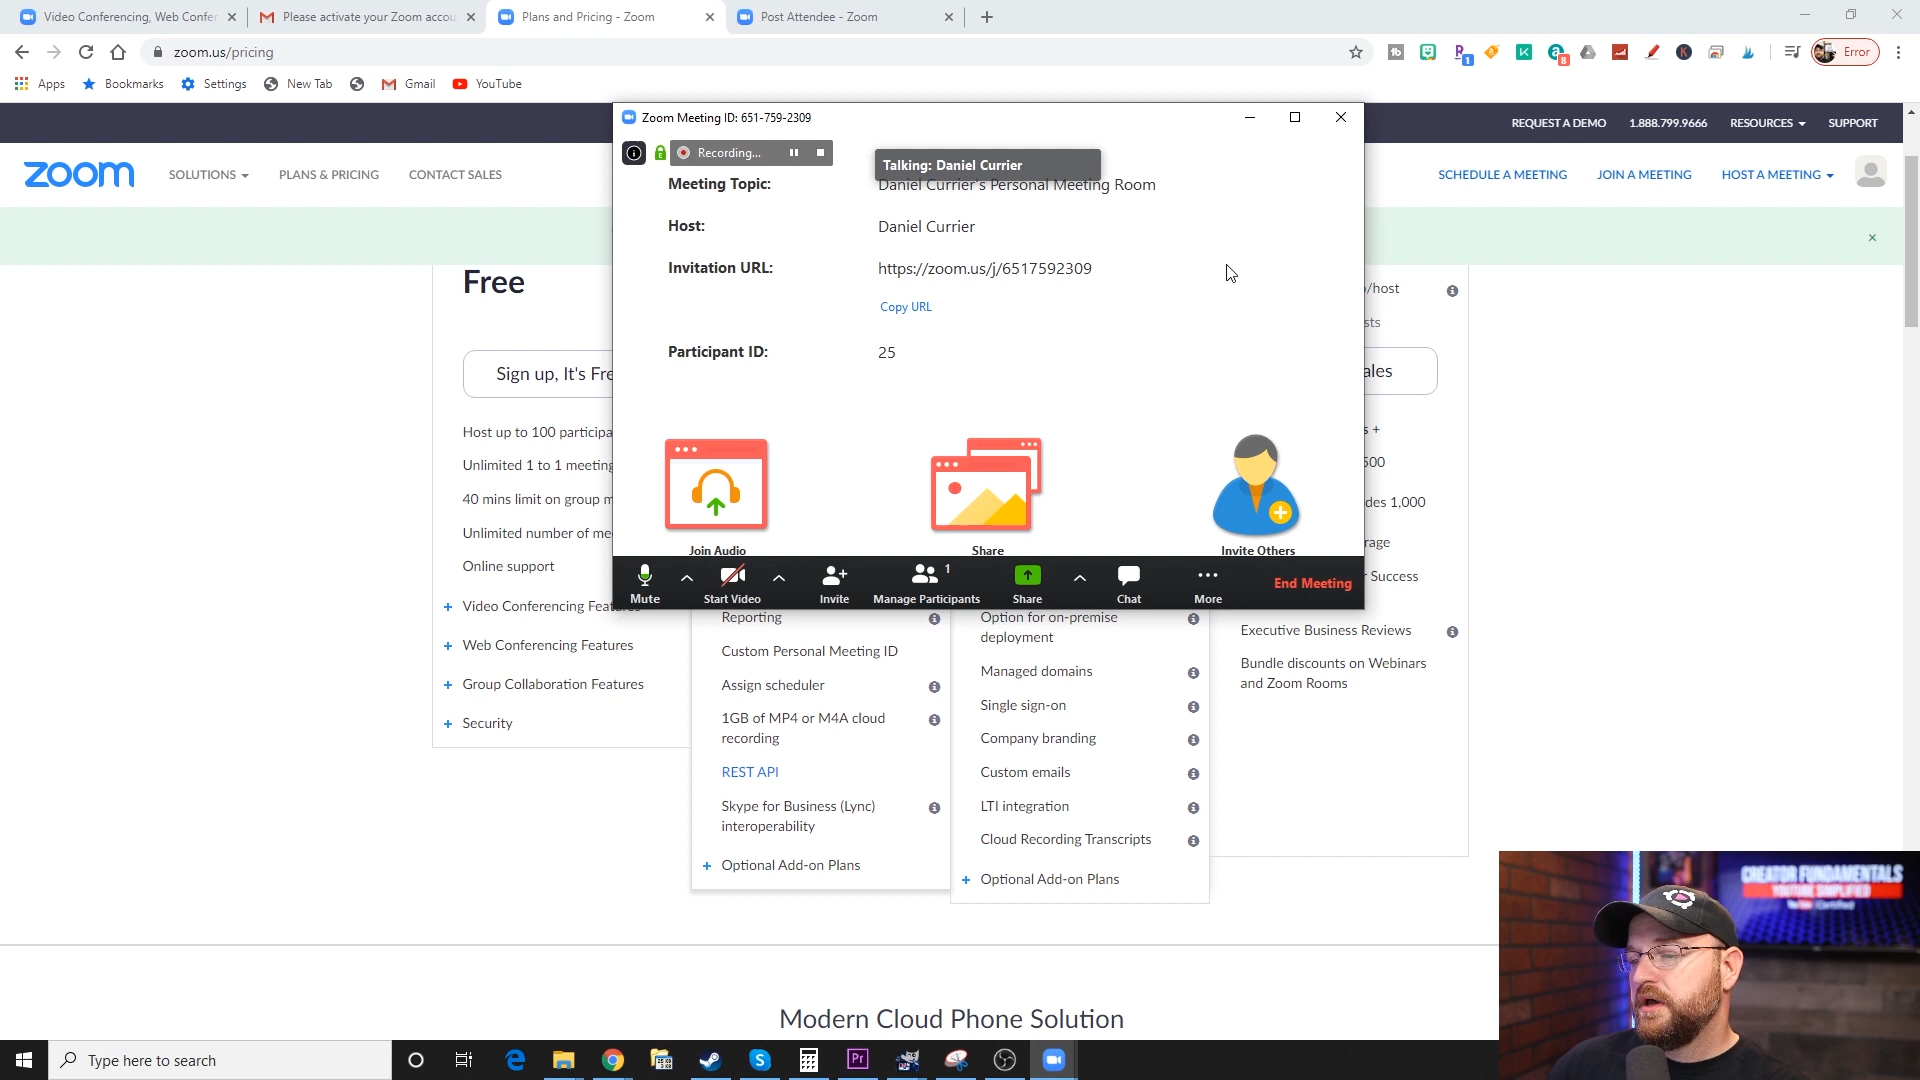 Video Conferencing, Web Confer
Please activate your Zoom accou
Plans and Pricing - Zoom
Post Attendee - Zoom
zoom.us/pricing
1
8
Error
Apps
Bookmarks
Settings
New Tab
Gmail
YouTube
REQUEST A DEMO
1.888.799.9666
RESOURCES
SUPPORT
zoom
SOLUTIONS
PLANS & PRICING
CONTACT SALES
SCHEDULE A MEETING
JOIN A MEETING
HOST A MEETING
Zoom Meeting ID: 651-759-2309
Recording...
Talking: Daniel Currier
Meeting Topic:
Daniel Currier's Personal Meeting Room
Host:
Daniel Currier
Invitation URL:
https://zoom.us/j/6517592309
Copy URL
Participant ID:
25
Join Audio
Share
Invite Others
Mute
Start Video
Invite
Manage Participants
1
Share
Chat
More
End Meeting
Free
Sign up, It's Fre
Host up to 100 participa
Unlimited 1 to 1 meeting
40 mins limit on group m
Unlimited number of me
Online support
+ Video Conferencing Features
+ Web Conferencing Features
+ Group Collaboration Features
+ Security
Reporting
Custom Personal Meeting ID
Assign scheduler
1GB of MP4 or M4A cloud
recording
REST API
Skype for Business (Lync)
interoperability
+ Optional Add-on Plans
Option for on-premise
deployment
Managed domains
Single sign-on
Company branding
Custom emails
LTI integration
Cloud Recording Transcripts
+ Optional Add-on Plans
/host
sts
ales
s +
500
des 1,000
rage
r Success
Executive Business Reviews
Bundle discounts on Webinars
and Zoom Rooms
Modern Cloud Phone Solution
CREATOR FUNDAMENTALS
YOUTUBE SIMPLIFIED
Type here to search
Pr